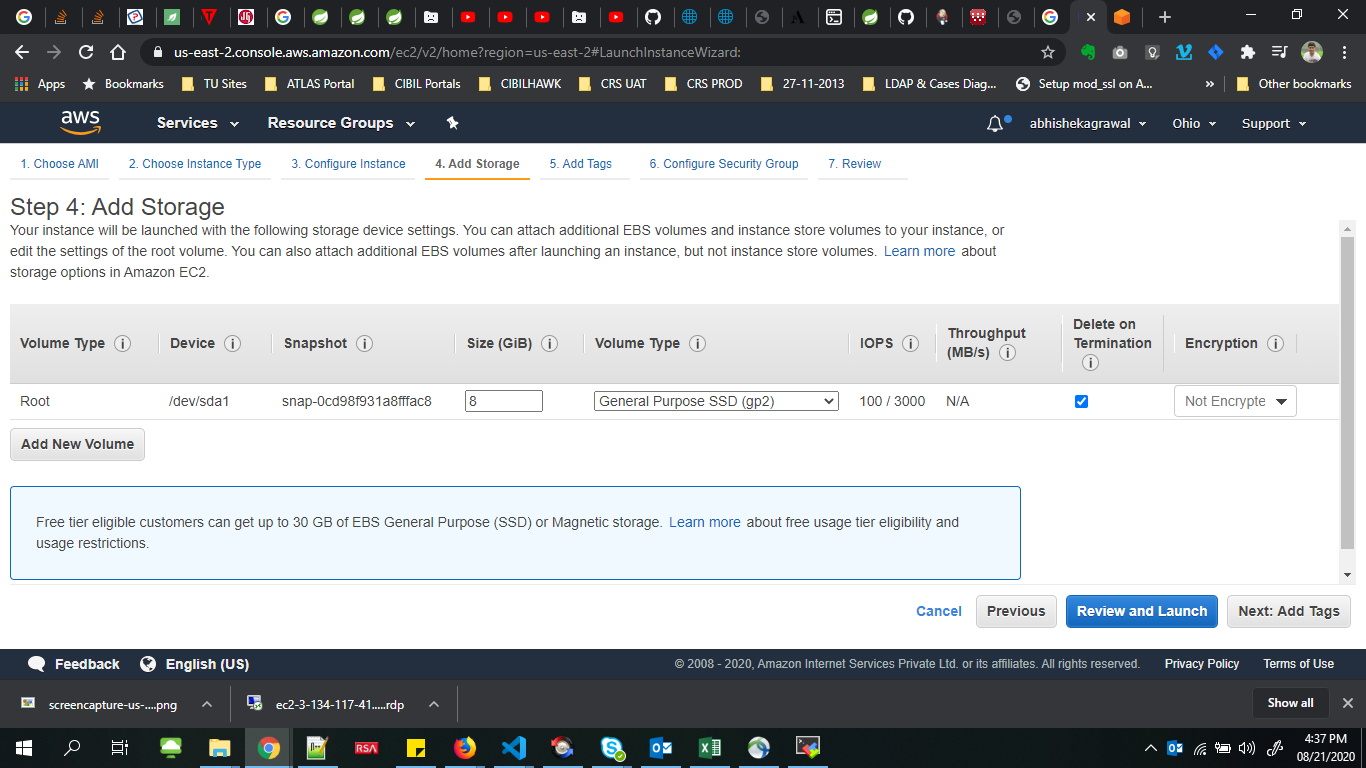 us-east-2.console.aws.amazon.com/ec2/v2/home?region=us-east-2#LaunchInstanceWizard:
Apps Bookmarks TU Sites ATLAS Portal CIBIL Portals CIBILHAWK CRS UAT CRS PROD 27-11-2013 LDAP & Cases Diag... Setup mod_ssl on A... » Other bookmarks
aws Services Resource Groups abhishekagrawal Ohio Support
1. Choose AMI 2. Choose Instance Type 3. Configure Instance 4. Add Storage 5. Add Tags 6. Configure Security Group 7. Review
Step 4: Add Storage
Your instance will be launched with the following storage device settings. You can attach additional EBS volumes and instance store volumes to your instance, or
edit the settings of the root volume. You can also attach additional EBS volumes after launching an instance, but not instance store volumes. Learn more about
storage options in Amazon EC2.
Volume Type i Device i Snapshot i Size (GiB) i Volume Type i IOPS i Throughput (MB/s) i Delete on Termination i Encryption i
Root /dev/sda1 snap-0cd98f931a8fffac8 8 General Purpose SSD (gp2) 100 / 3000 N/A Not Encrypte
Add New Volume
Free tier eligible customers can get up to 30 GB of EBS General Purpose (SSD) or Magnetic storage. Learn more about free usage tier eligibility and
usage restrictions.
Cancel Previous Review and Launch Next: Add Tags
Feedback English (US) © 2008 - 2020, Amazon Internet Services Private Ltd. or its affiliates. All rights reserved. Privacy Policy Terms of Use
screencapture-us-....png ec2-3-134-117-41.....rdp Show all
RSA
4:37 PM
08/21/2020